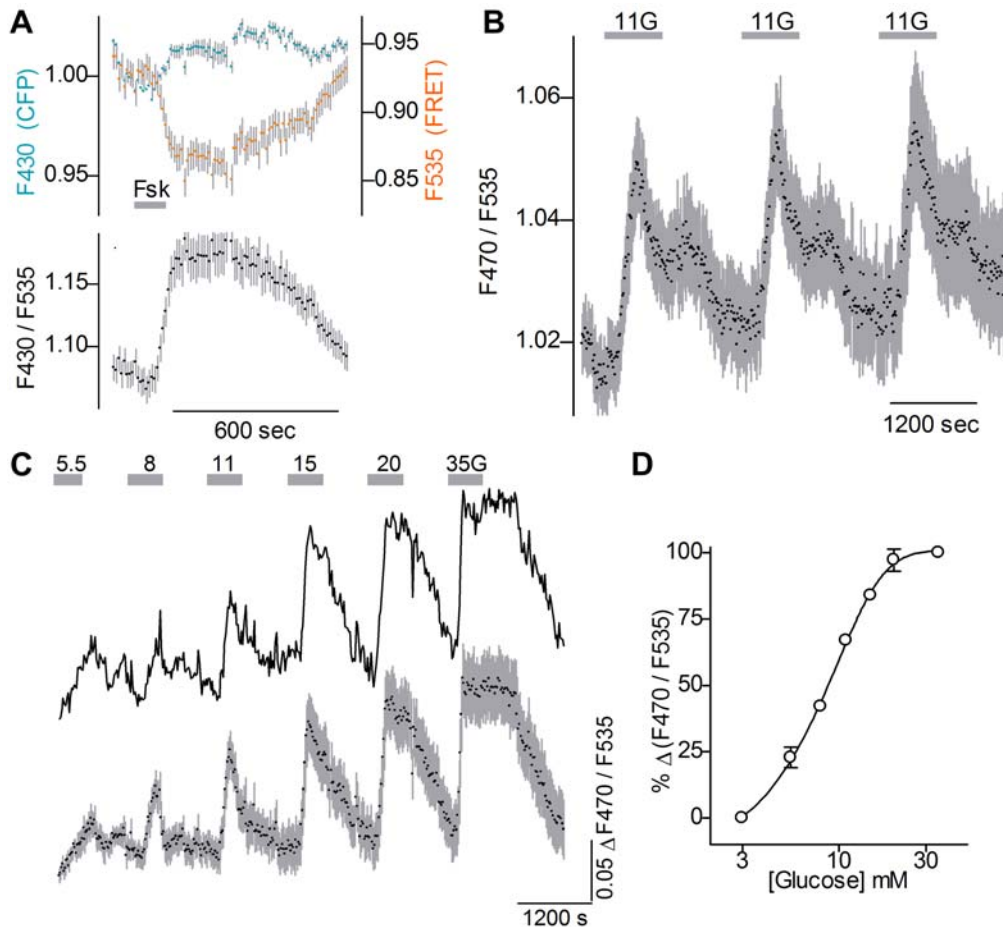 A
F430 (CFP)
1.00
0.95
0.95
0.90
0.85
F535 (FRET)
Fsk
F430 / F535
1.15
1.10
600 sec
B
11G 11G 11G
F470 / F535
1.06
1.04
1.02
1200 sec
C
5.5 8 11 15 20 35G
0.05 Δ F470 / F535
1200 s
D
% Δ (F470 / F535)
100
75
50
25
0
3 10 30
[Glucose] mM